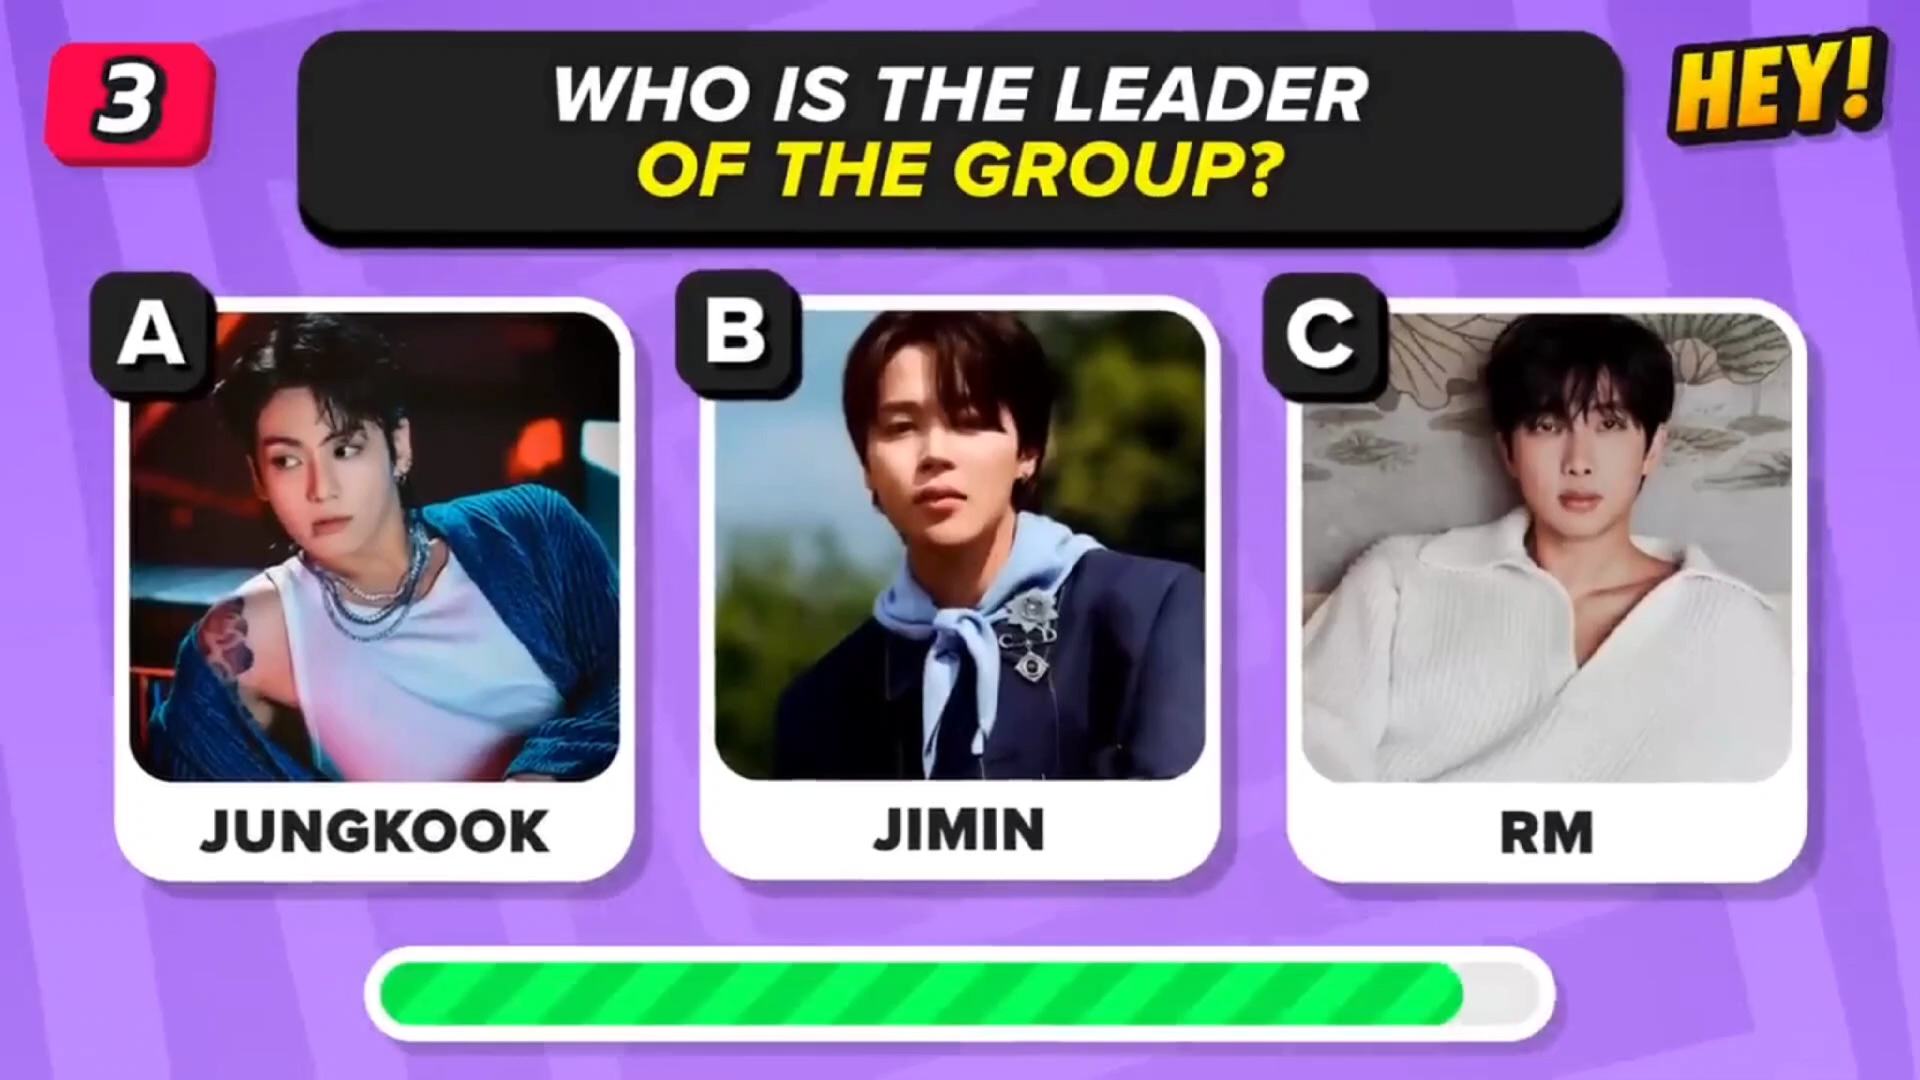 3
WHO IS THE LEADER
OF THE GROUP?
HEY!
A
B
C
JUNGKOOK
JIMIN
RM